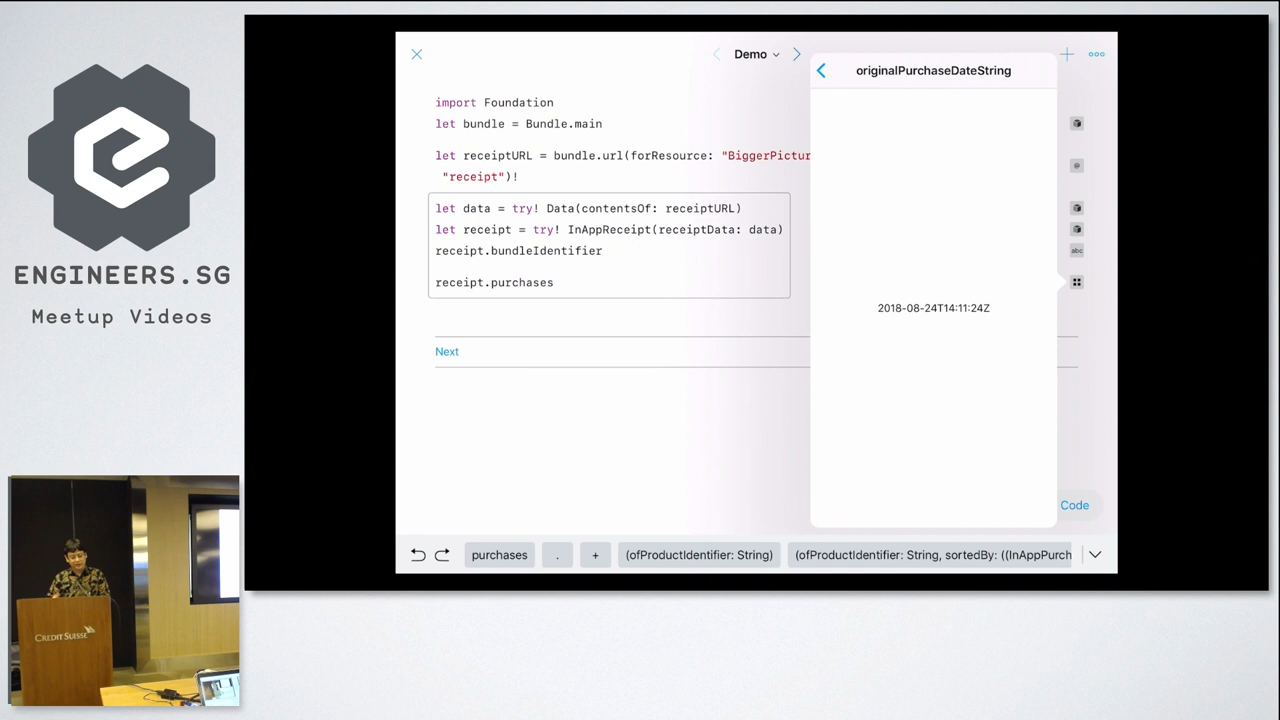 ENGINEERS.SG
Meetup Videos
CREDIT SUISSE
Demo
originalPurchaseDateString
import Foundation
let bundle = Bundle.main
let receiptURL = bundle.url(forResource: "BiggerPictur
"receipt")!
let data = try! Data(contentsOf: receiptURL)
let receipt = try! InAppReceipt(receiptData: data)
receipt.bundleIdentifier
abc
receipt.purchases
2018-08-24T14:11:24Z
Next
Code
purchases . + (ofProductIdentifier: String) (ofProductIdentifier: String, sortedBy: ((InAppPurch